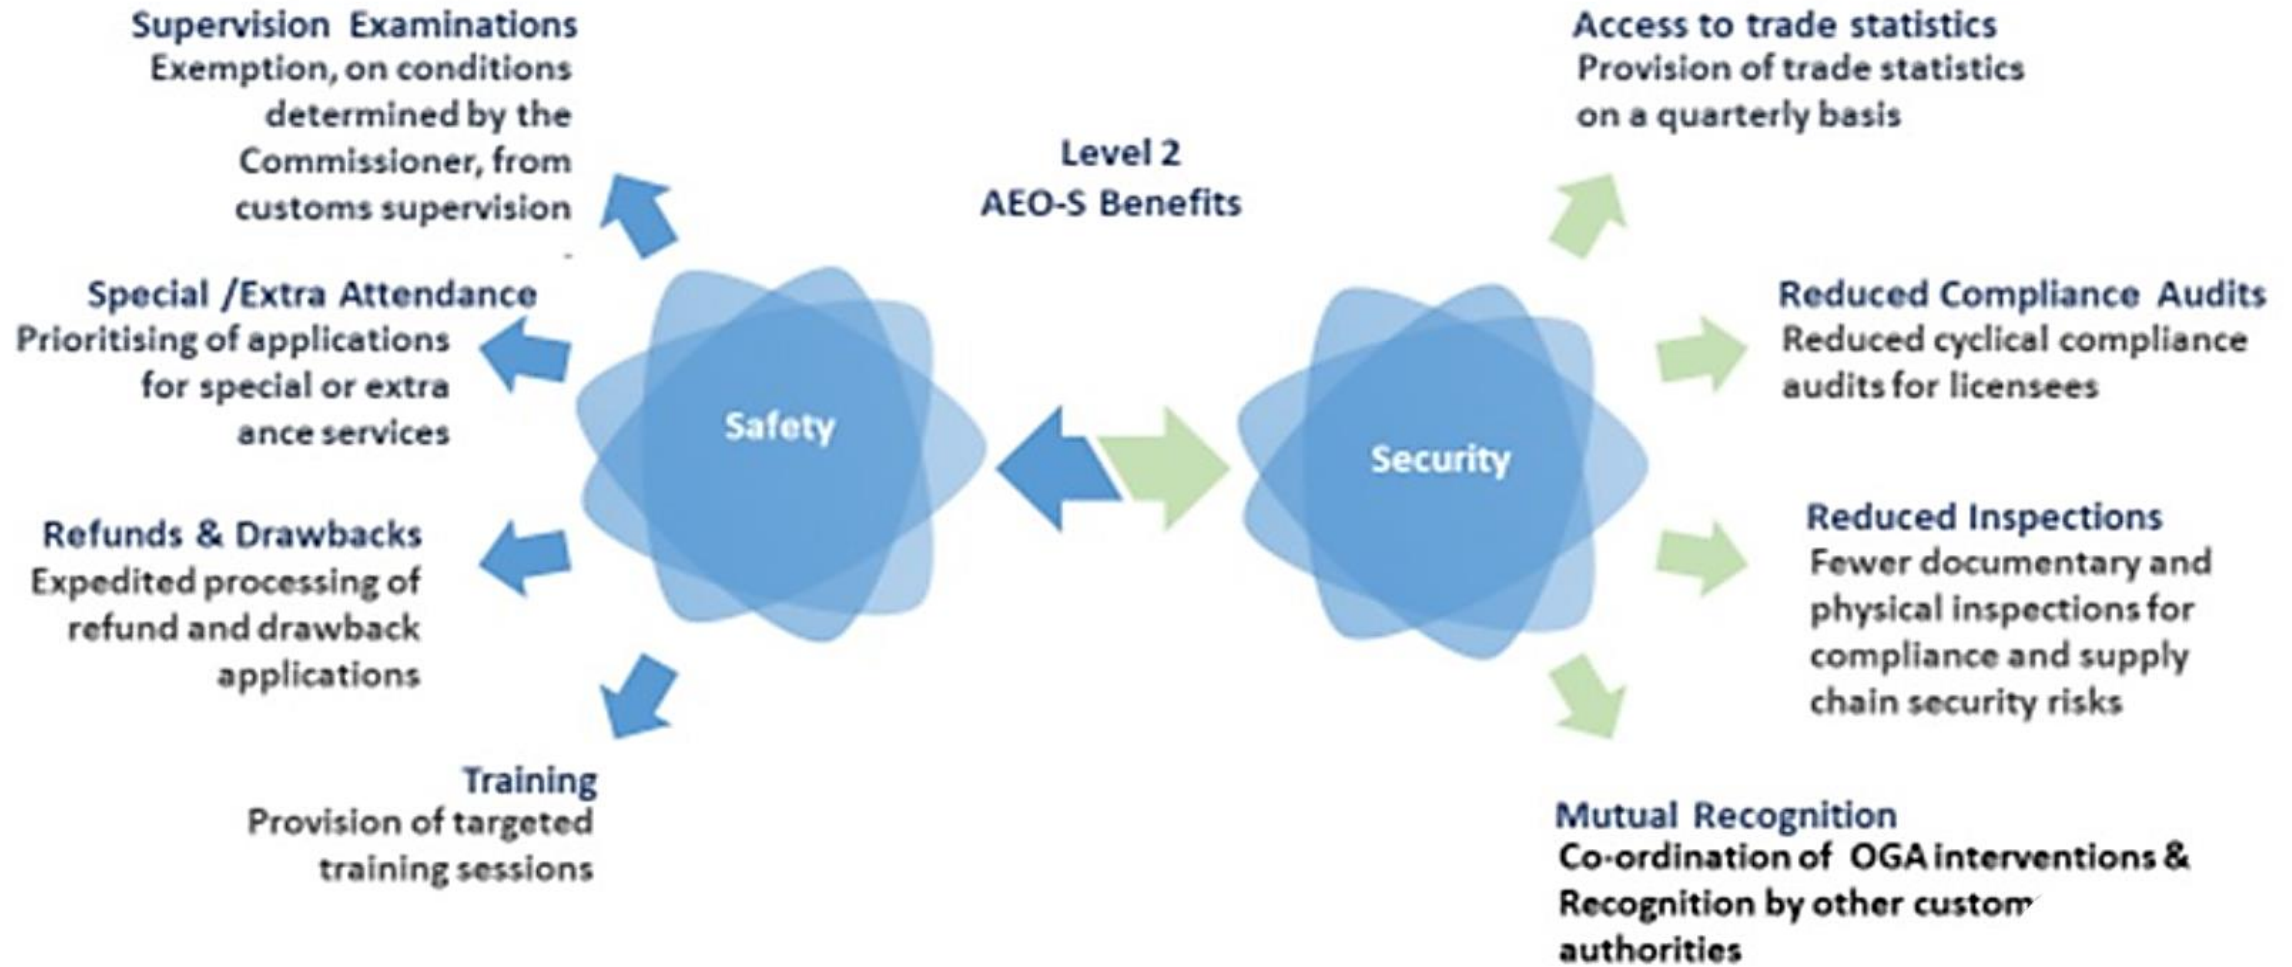 Supervision Examinations
Exemption, on conditions
determined by the
Commissioner, from
customs supervision
Special /Extra Attendance
Prioritising of applications
for special or extra
ance services
Refunds & Drawbacks
Expedited processing of
refund and drawback
applications
Training
Provision of targeted
training sessions
Level 2
AEO-S Benefits
Safety
Security
Access to trade statistics
Provision of trade statistics
on a quarterly basis
Reduced Compliance Audits
Reduced cyclical compliance
audits for licensees
Reduced Inspections
Fewer documentary and
physical inspections for
compliance and supply
chain security risks
Mutual Recognition
Co-ordination of OGA interventions &
Recognition by other custom
authorities